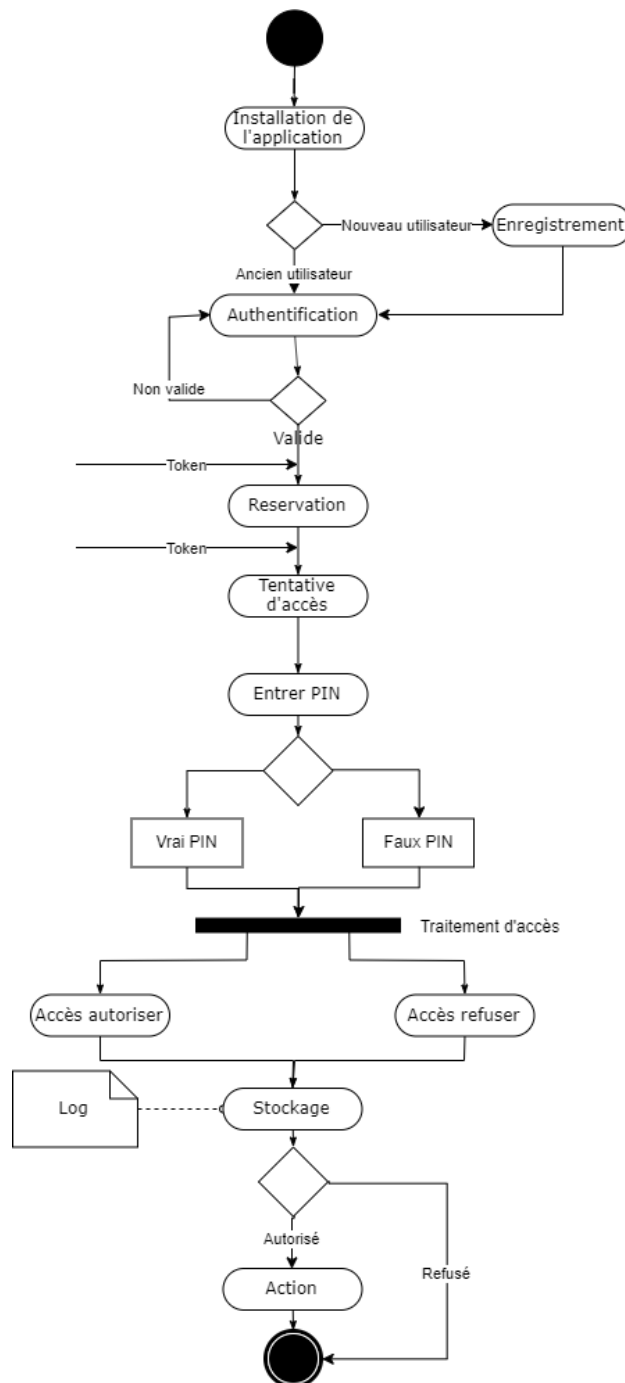 Installation de
l'application
Nouveau utilisateur
Enregistrement
Ancien utilisateur
Authentification
Non valide
Valide
Token
Reservation
Token
Tentative
d'accès
Entrer PIN
Vrai PIN
Faux PIN
Traitement d'accès
Accès autoriser
Accès refuser
Log
Stockage
Autorisé
Refusé
Action